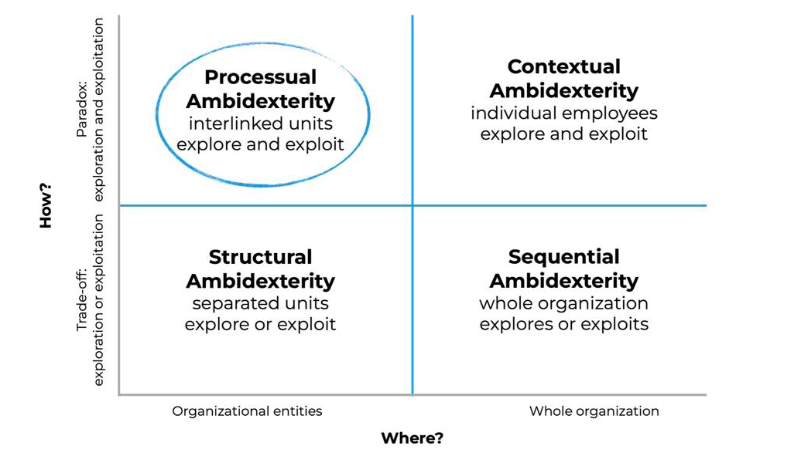 How?
Paradox:
exploration and exploitation
Trade-off:
exploration or exploitation
Processual
Ambidexterity
interlinked units
explore and exploit
Contextual
Ambidexterity
individual employees
explore and exploit
Structural
Ambidexterity
separated units
explore or exploit
Sequential
Ambidexterity
whole organization
explores or exploits
Organizational entities
Whole organization
Where?